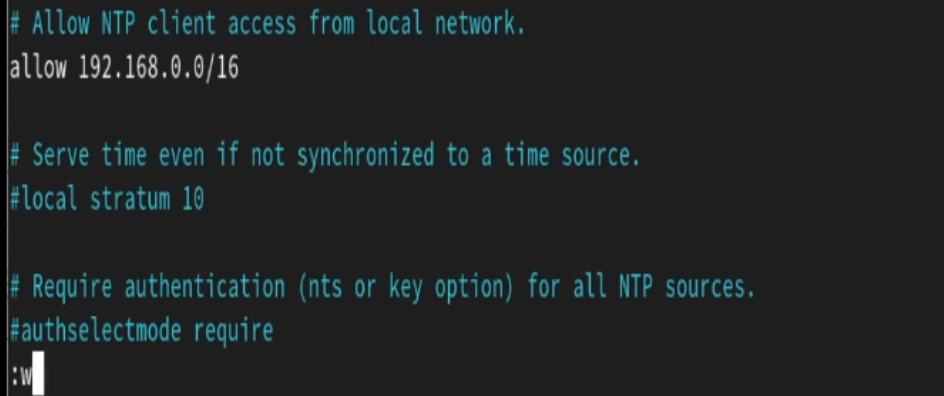 # Allow NTP client access from local network.
allow 192.168.0.0/16
# Serve time even if not synchronized to a time source.
#local stratum 10
# Require authentication (nts or key option) for all NTP sources.
#authselectmode require
:w